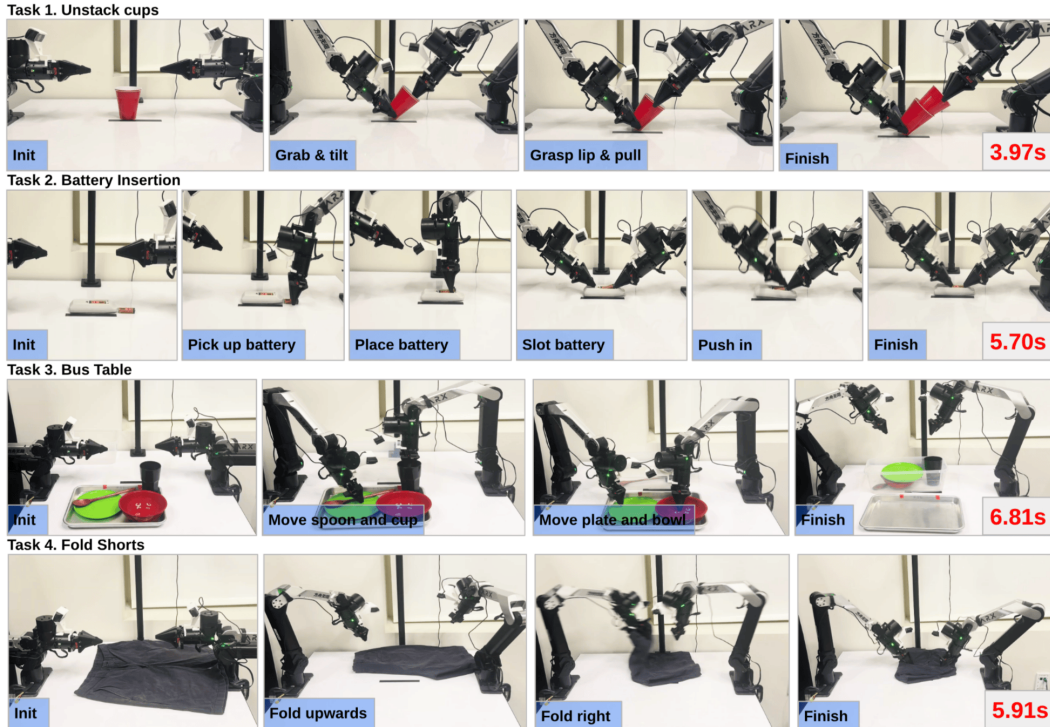 Task 1. Unstack cups
Init
Grab & tilt
Grasp lip & pull
Finish
3.97s
Task 2. Battery Insertion
Init
Pick up battery
Place battery
Slot battery
Push in
Finish
5.70s
Task 3. Bus Table
Init
Move spoon and cup
Move plate and bowl
Finish
6.81s
Task 4. Fold Shorts
Init
Fold upwards
Fold right
Finish
5.91s